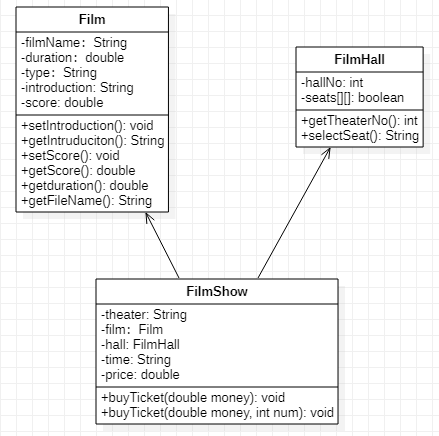 Film
-filmName: String
-duration: double
-type: String
-introduction: String
-score: double
+setIntroduction(): void
+getIntruduciton(): String
+setScore(): void
+getScore(): double
+getduration(): double
+getFileName(): String
FilmHall
-hallNo: int
-seats[][]: boolean
+getTheaterNo(): int
+selectSeat(): String
FilmShow
-theater: String
-film: Film
-hall: FilmHall
-time: String
-price: double
+buyTicket(double money): void
+buyTicket(double money, int num): void